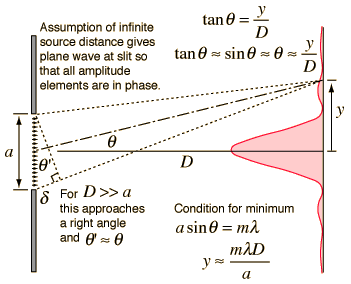 Assumption of infinite
source distance gives
plane wave at slit so
that all amplitude
elements are in phase.
tanθ = y/D
tanθ ≈ sinθ ≈ θ ≈ y/D
y
a
θ
θ'
D
δ
For D >> a
this approaches
a right angle
and θ' ≈ θ
Condition for minimum
a sinθ = mλ
y ≈ mλD/a